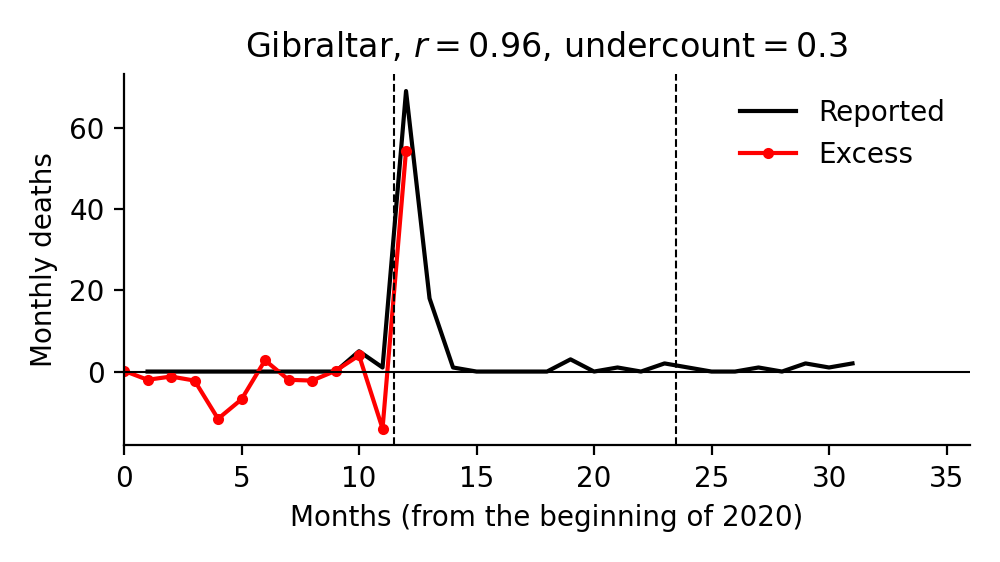 Gibraltar, r = 0.96, undercount = 0.3
Reported
Excess
Monthly deaths
60
40
20
0
0 5 10 15 20 25 30 35
Months (from the beginning of 2020)